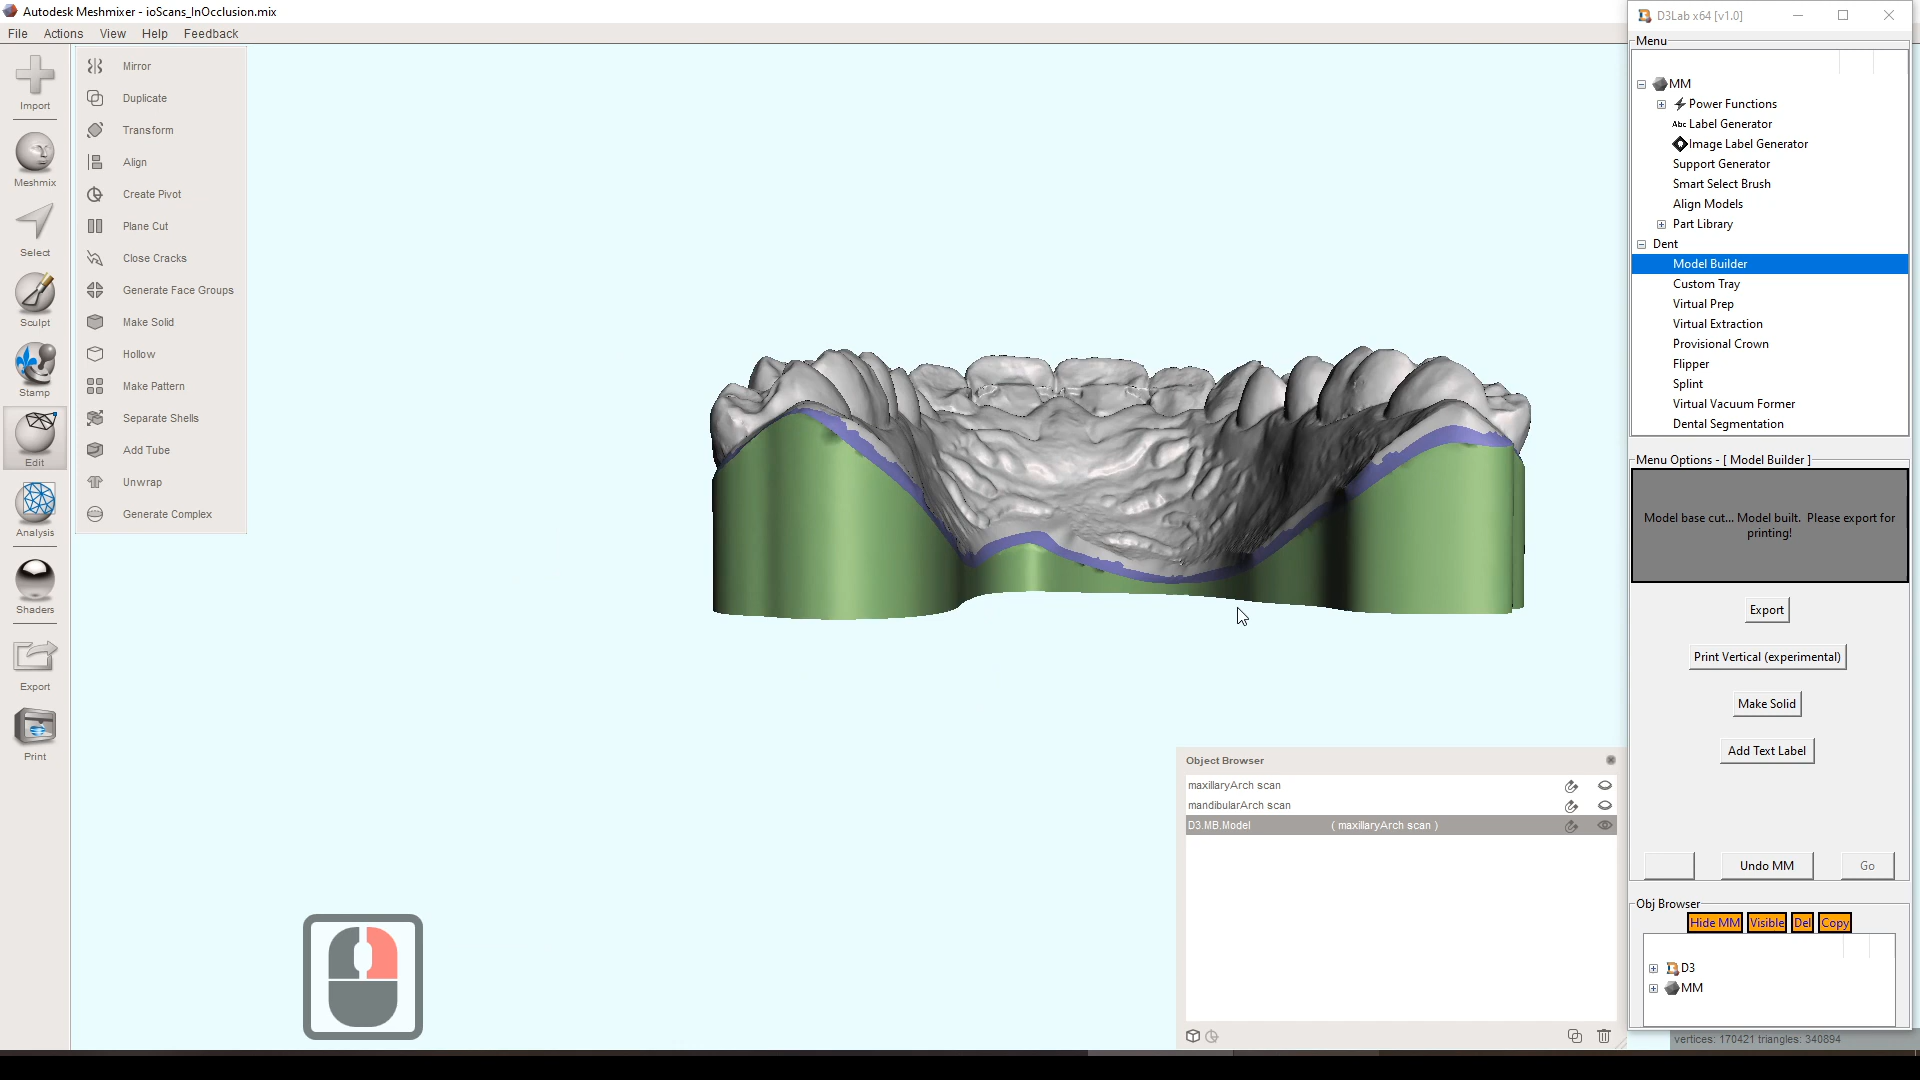 Autodesk Meshmixer - ioScans_InOcclusion.mix
File Actions View Help Feedback
Import
Meshmix
Select
Sculpt
Stamp
Edit
Analysis
Shaders
Export
Print
Mirror
Duplicate
Transform
Align
Create Pivot
Plane Cut
Close Cracks
Generate Face Groups
Make Solid
Hollow
Make Pattern
Separate Shells
Add Tube
Unwrap
Generate Complex
Object Browser
maxillaryArch scan
mandibularArch scan
D3.MB.Model ( maxillaryArch scan )
D3Lab x64 [v1.0]
Menu
MM
Power Functions
Abc Label Generator
Image Label Generator
Support Generator
Smart Select Brush
Align Models
Part Library
Dent
Model Builder
Custom Tray
Virtual Prep
Virtual Extraction
Provisional Crown
Flipper
Splint
Virtual Vacuum Former
Dental Segmentation
Menu Options - [ Model Builder ]
Model base cut... Model built. Please export for
printing!
Export
Print Vertical (experimental)
Make Solid
Add Text Label
Undo MM
Go
Obj Browser
Hide MM Visible Del Copy
D3
MM
vertices: 170421 triangles: 340894